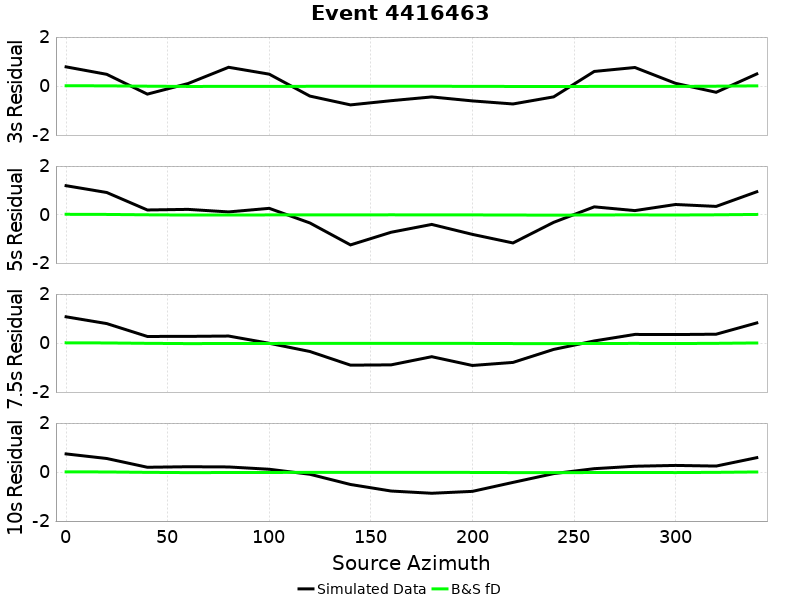 Event 4416463
3s Residual
2
0
-2
5s Residual
2
0
-2
7.5s Residual
2
0
-2
10s Residual
2
0
-2
0 50 100 150 200 250 300
Source Azimuth
Simulated Data B&S fD